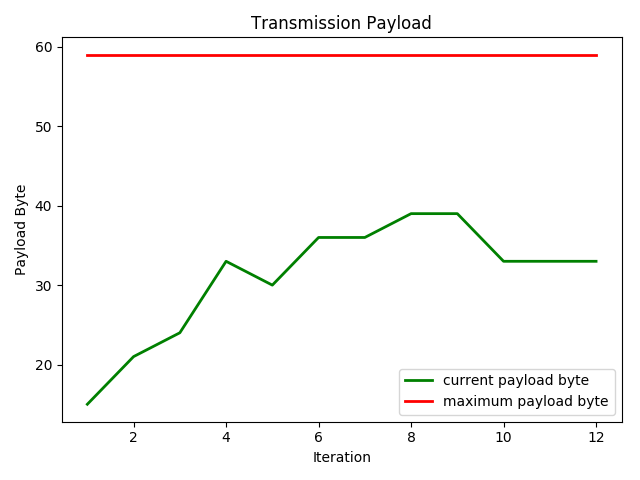 Transmission Payload
60
50
40
30
20
Payload Byte
current payload byte
maximum payload byte
2 4 6 8 10 12
Iteration